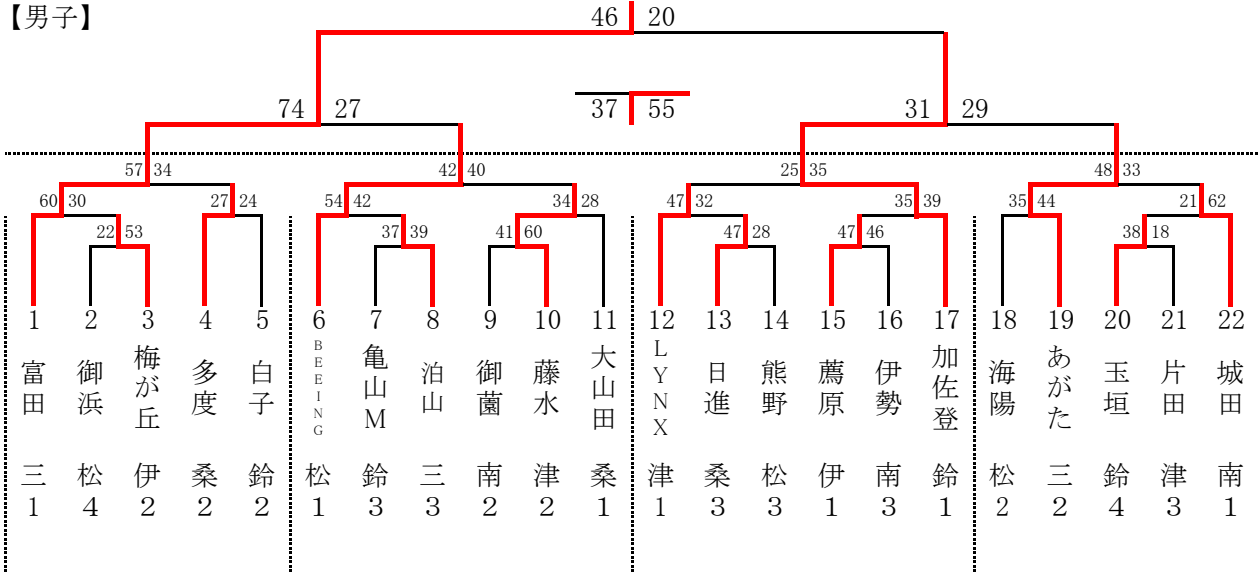 【男子】
46 20
37 55
74 27
31 29
57 34
42 40
25 35
48 33
60 30
27 24
54 42
34 28
47 32
35 39
35 44
21 62
22 53
37 39
41 60
47 28
47 46
38 18
1 2 3 4 5 6 7 8 9 10 11 12 13 14 15 16 17 18 19 20 21 22
富田
御浜
梅が丘
多度
白子
BEEING
亀山M
泊山
御薗
藤水
大山田
LYNX
日進
熊野
薦原
伊勢
加佐登
海陽
あがた
玉垣
片田
城田
三 松 伊 桑 鈴 松 鈴 三 南 津 桑 津 桑 松 伊 南 鈴 松 三 鈴 津 南
1 4 2 2 2 1 3 3 2 2 1 1 3 3 1 3 1 2 2 4 3 1